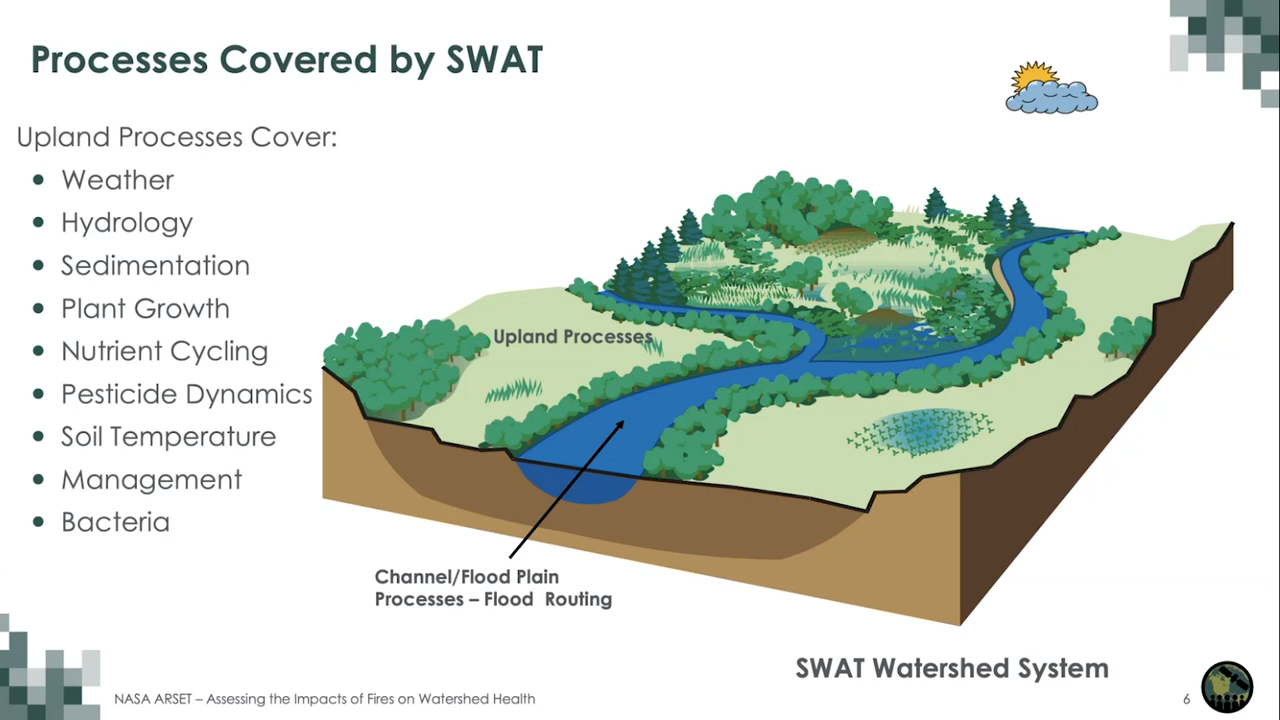 Processes Covered by SWAT
Upland Processes Cover:
• Weather
• Hydrology
• Sedimentation
• Plant Growth
• Nutrient Cycling
• Pesticide Dynamics
• Soil Temperature
• Management
• Bacteria
Upland Processes
Channel/Flood Plain
Processes – Flood Routing
SWAT Watershed System
NASA ARSET – Assessing the Impacts of Fires on Watershed Health
6